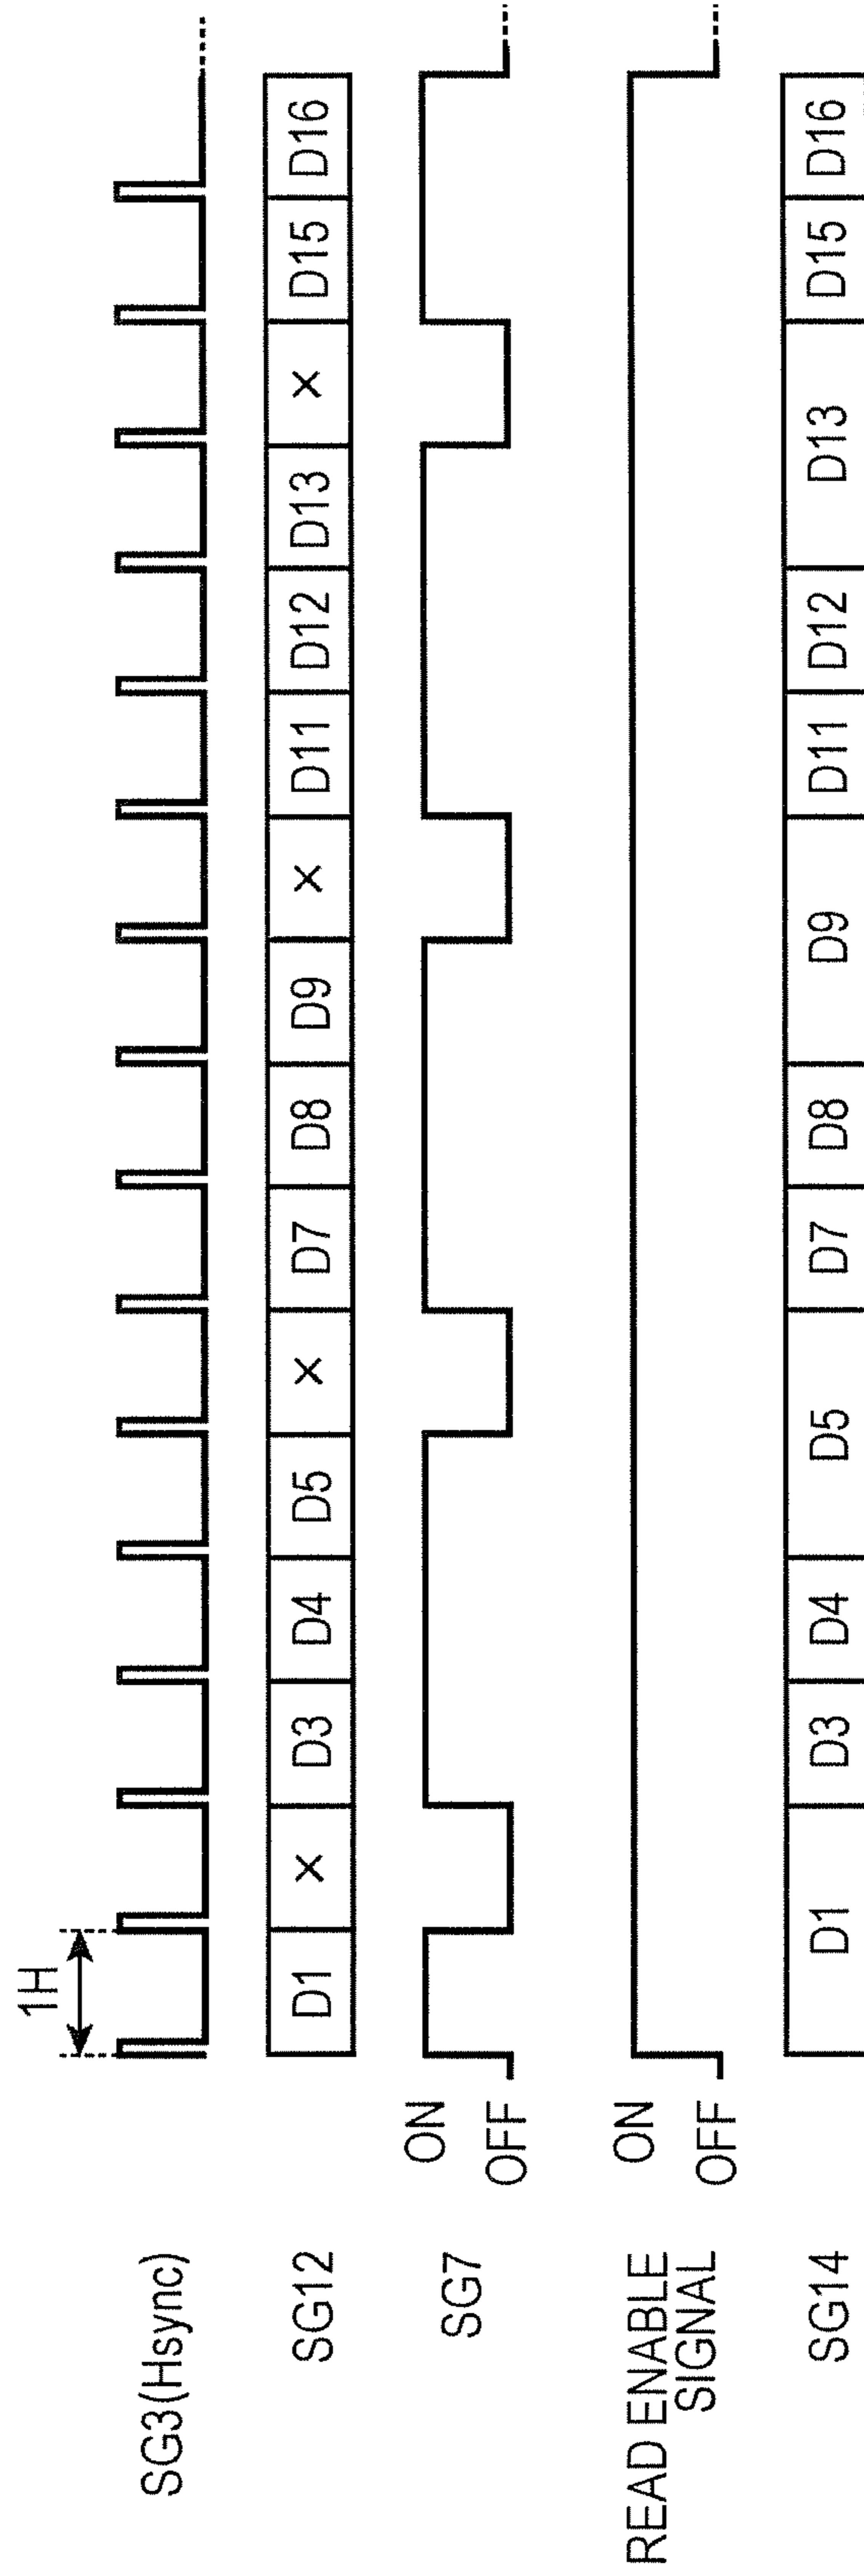 1H
SG3(Hsync)
SG12 D1 × D3 D4 D5 × D7 D8 D9 × D11 D12 D13 × D15 D16
ON
SG7
OFF
ON
READ ENABLE
SIGNAL
OFF
SG14 D1 D3 D4 D5 D7 D8 D9 D11 D12 D13 D15 D16